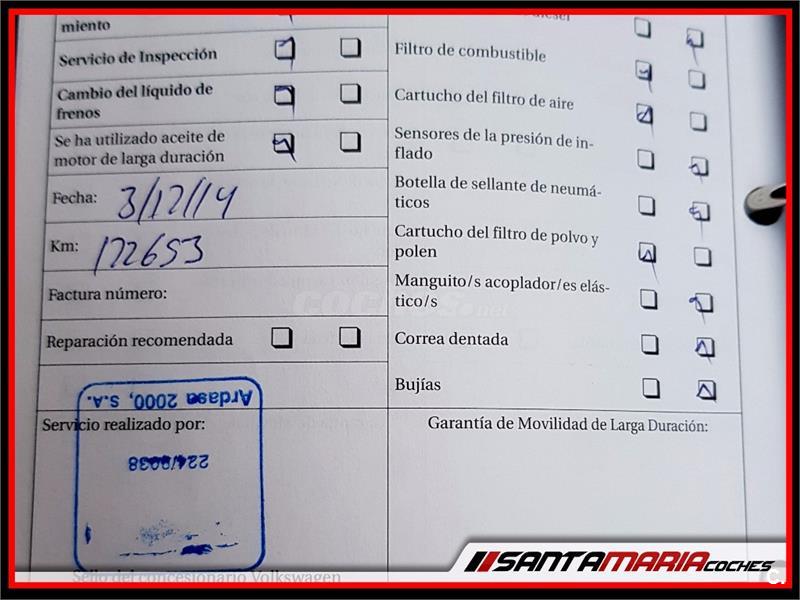 miento
Servicio de Inspección
Cambio del líquido de
frenos
Se ha utilizado aceite de
motor de larga duración
Fecha: 3/12/14
Km: 172653
Factura número:
Reparación recomendada
Ardasa 2000, S.A.
Servicio realizado por:
Sello del concesionario Volkswagen
Filtro de combustible
Cartucho del filtro de aire
Sensores de la presión de in-
flado
Botella de sellante de neumá-
ticos
Cartucho del filtro de polvo y
polen
Manguito/s acoplador/es elás-
tico/s
Correa dentada
Bujías
Garantía de Movilidad de Larga Duración:
coches.net
SANTAMARIACOCHES